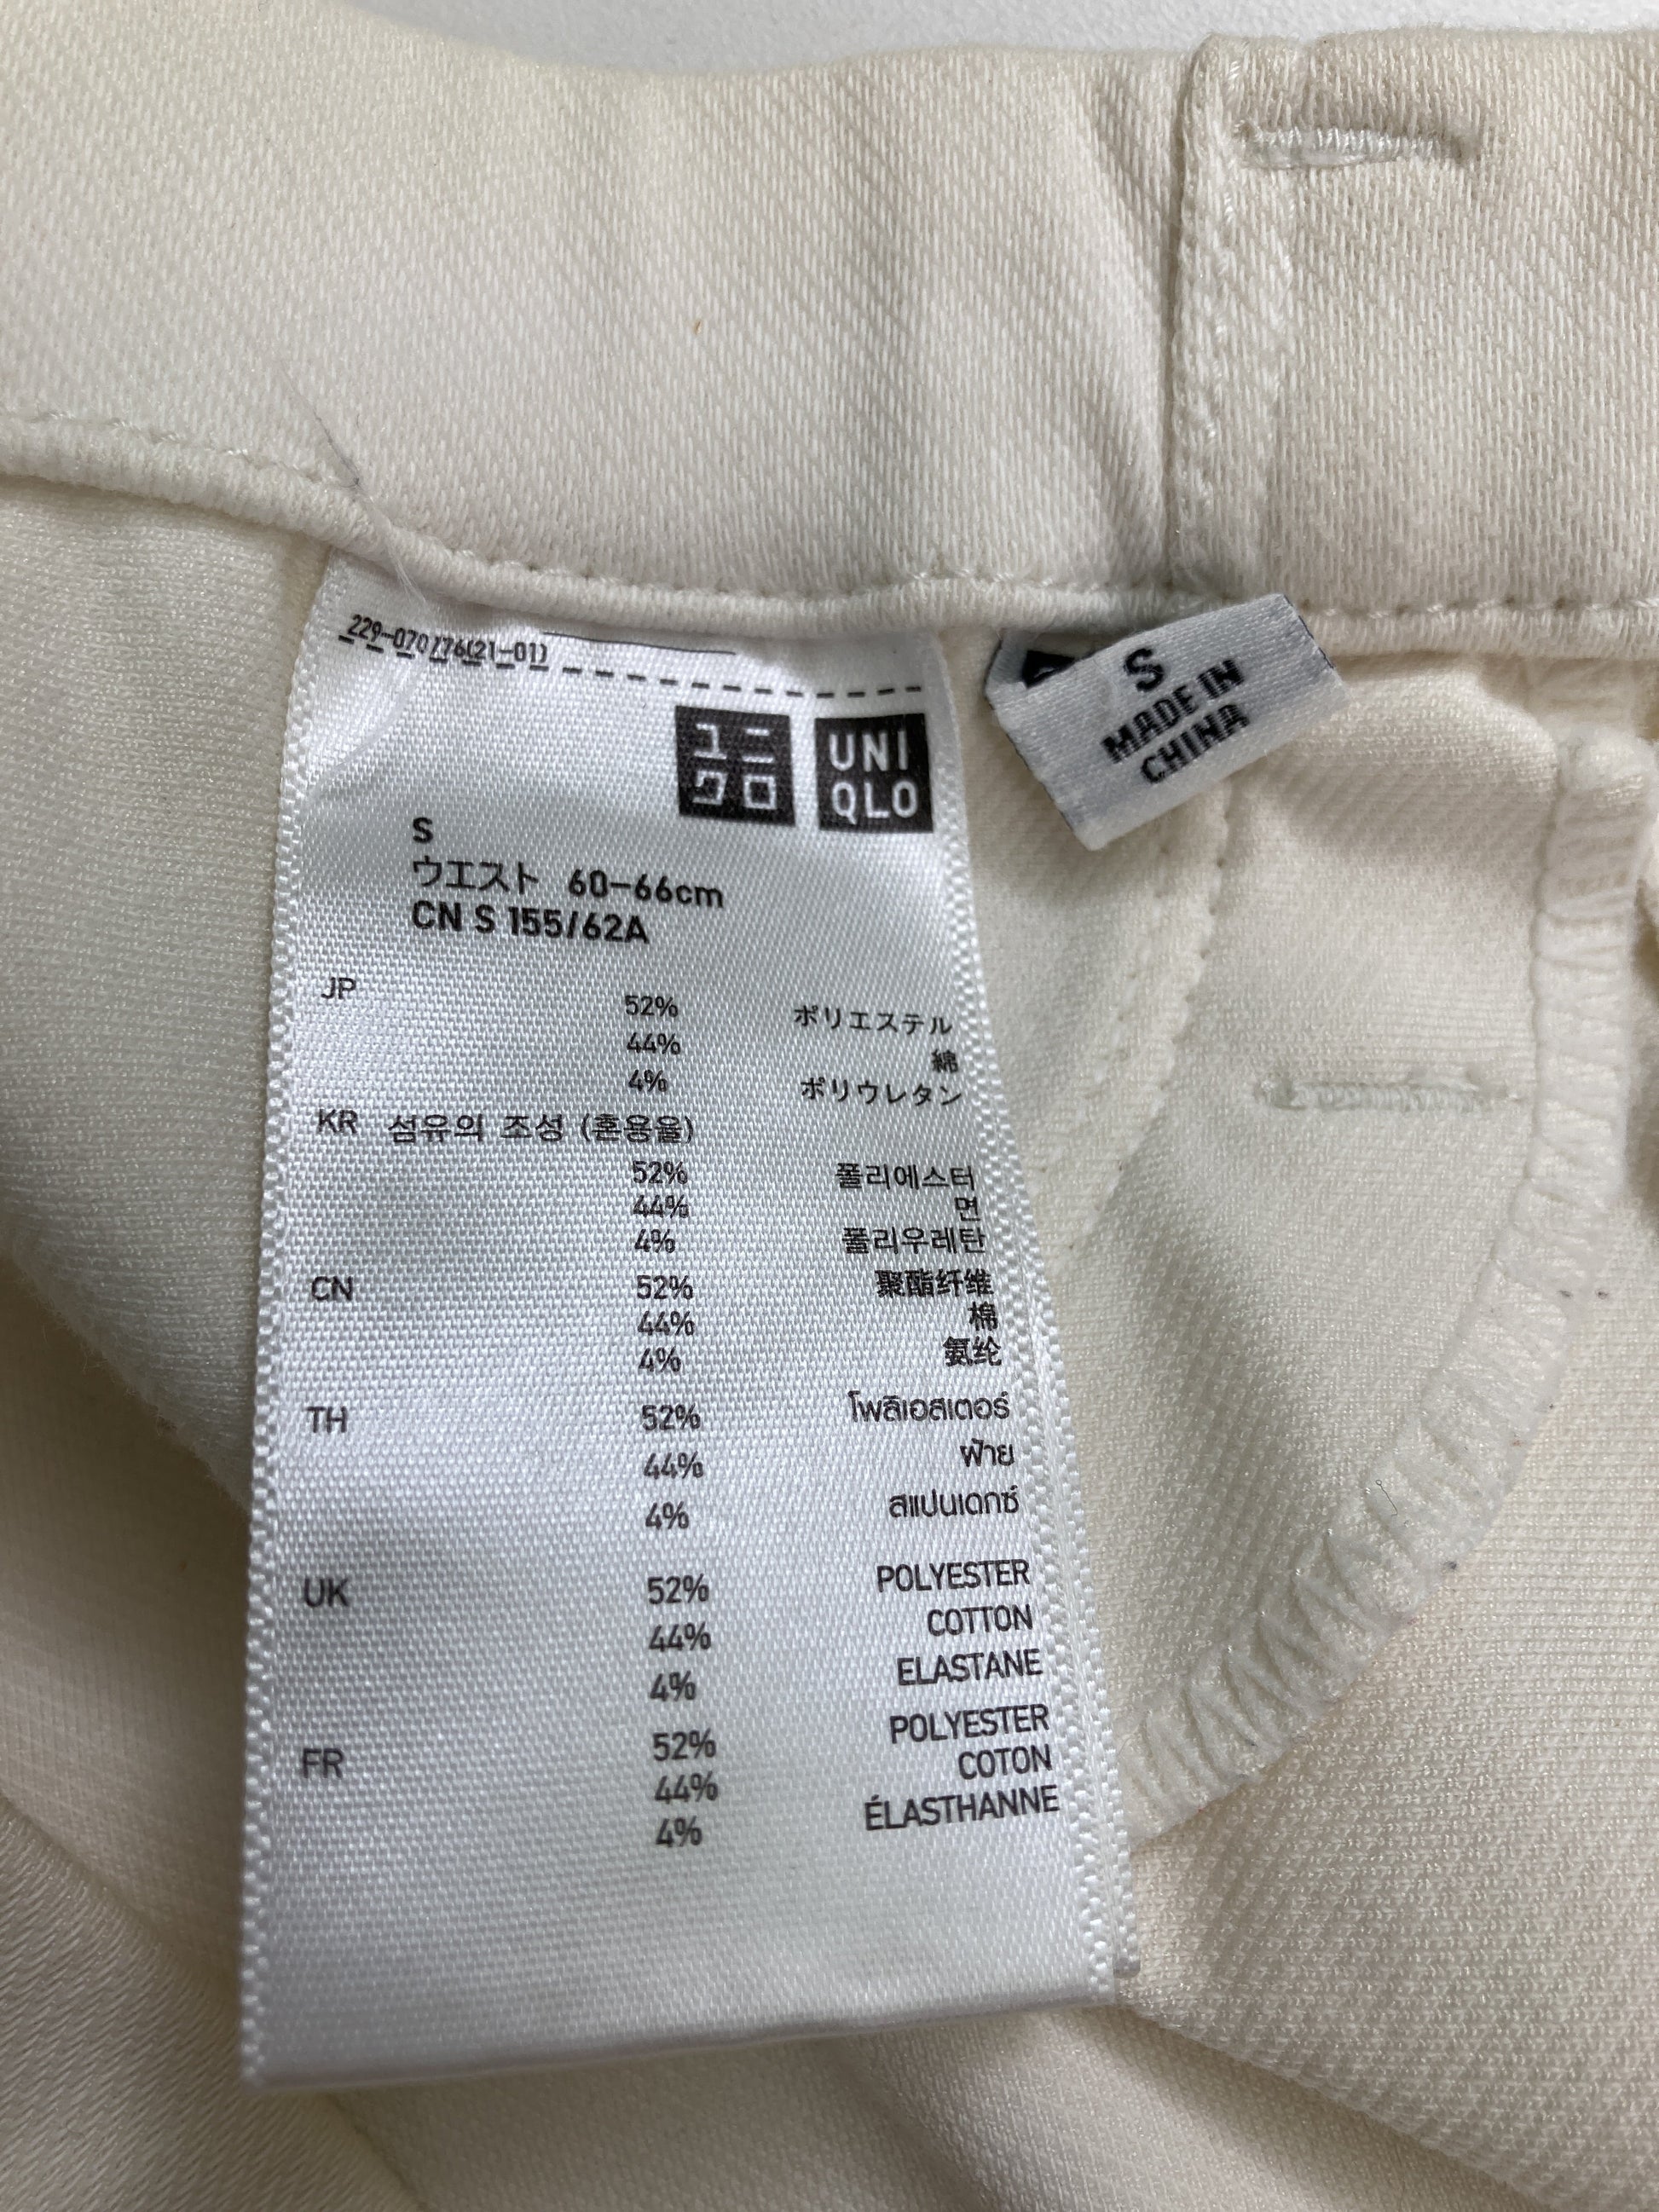 229-070776(21-01)
ユニ
クロ
UNI
QLO
S
ウエスト 60-66cm
CN S 155/62A
JP
52% ポリエステル
44% 綿
4% ポリウレタン
KR 섬유의 조성 (혼용율)
52% 폴리에스터
44% 면
4% 폴리우레탄
CN 52% 聚酯纤维
44% 棉
4% 氨纶
TH 52% โพลิเอสเตอร์
44% ฝ้าย
4% สแปนเดกซ์
UK 52% POLYESTER
44% COTTON
4% ELASTANE
FR 52% POLYESTER
44% COTON
4% ÉLASTHANNE
S
MADE IN
CHINA